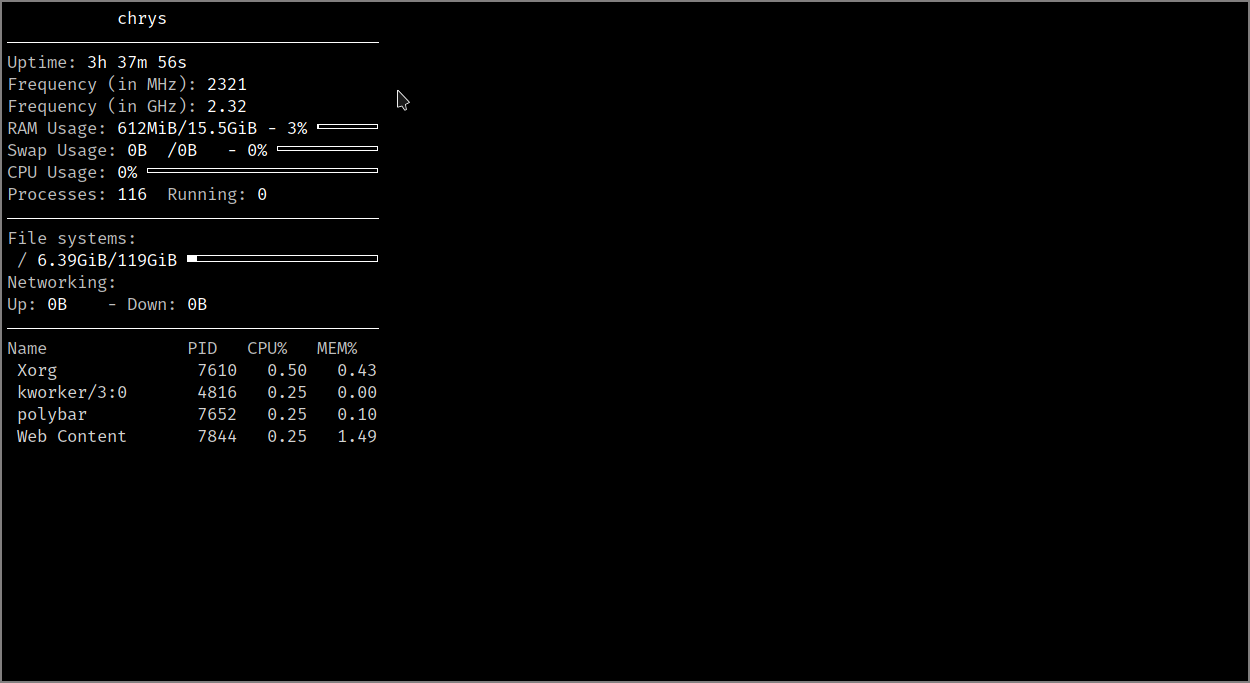 chrys
Uptime: 3h 37m 56s
Frequency (in MHz): 2321
Frequency (in GHz): 2.32
RAM Usage: 612MiB/15.5GiB - 3%
Swap Usage: 0B  /0B   - 0%
CPU Usage: 0%
Processes: 116  Running: 0
File systems:
/ 6.39GiB/119GiB
Networking:
Up: 0B    - Down: 0B
Name              PID   CPU%   MEM%
Xorg              7610   0.50   0.43
kworker/3:0       4816   0.25   0.00
polybar           7652   0.25   0.10
Web Content       7844   0.25   1.49